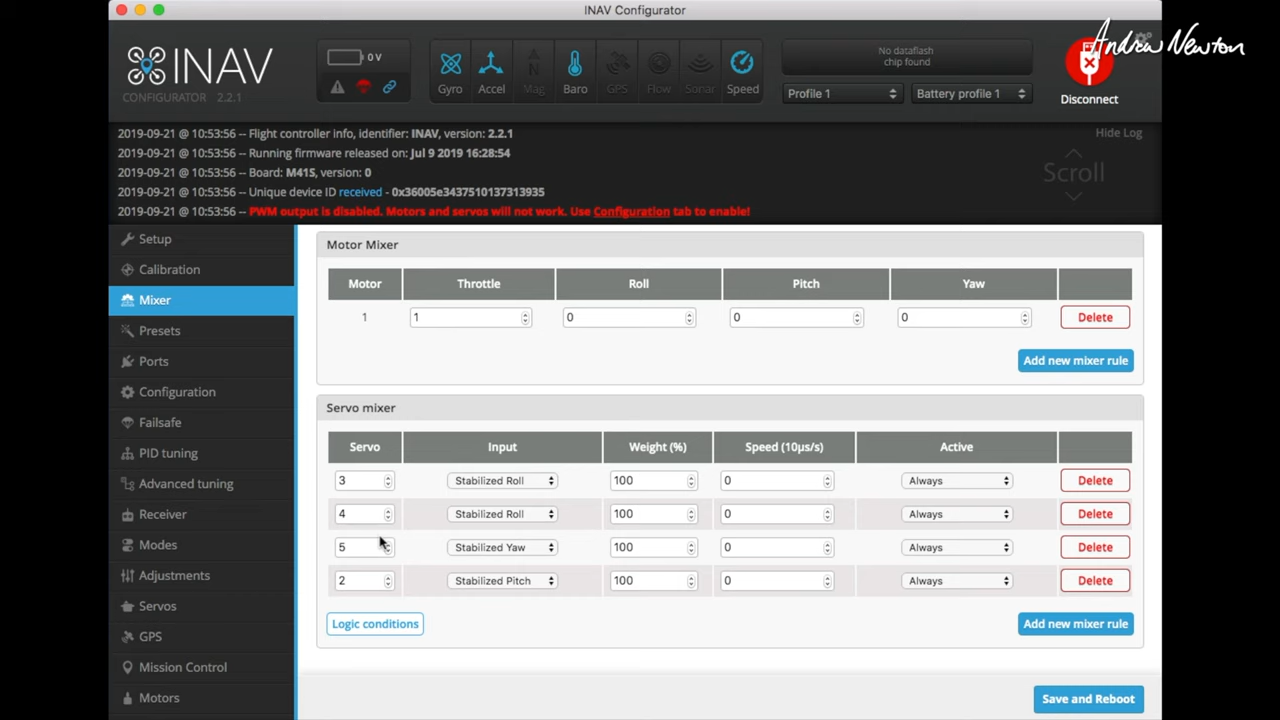 INAV Configurator
Andrew Newton
INAV
CONFIGURATOR 2.2.1
0 V
Gyro
Accel
Mag
Baro
GPS
Flow
Sonar
Speed
No dataflash
chip found
Profile 1
Battery profile 1
Disconnect
2019-09-21 @ 10:53:56 -- Flight controller info, identifier: INAV, version: 2.2.1
Hide Log
2019-09-21 @ 10:53:56 -- Running firmware released on: Jul 9 2019 16:28:54
2019-09-21 @ 10:53:56 -- Board: M41S, version: 0
Scroll
2019-09-21 @ 10:53:56 -- Unique device ID received - 0x36005e3437510137313935
2019-09-21 @ 10:53:56 -- PWM output is disabled. Motors and servos will not work. Use Configuration tab to enable!
Setup
Calibration
Mixer
Presets
Ports
Configuration
Failsafe
PID tuning
Advanced tuning
Receiver
Modes
Adjustments
Servos
GPS
Mission Control
Motors
Motor Mixer
Motor Throttle Roll Pitch Yaw
1 1 0 0 0 Delete
Add new mixer rule
Servo mixer
Servo Input Weight (%) Speed (10µs/s) Active
3 Stabilized Roll 100 0 Always Delete
4 Stabilized Roll 100 0 Always Delete
5 Stabilized Yaw 100 0 Always Delete
2 Stabilized Pitch 100 0 Always Delete
Logic conditions
Add new mixer rule
Save and Reboot